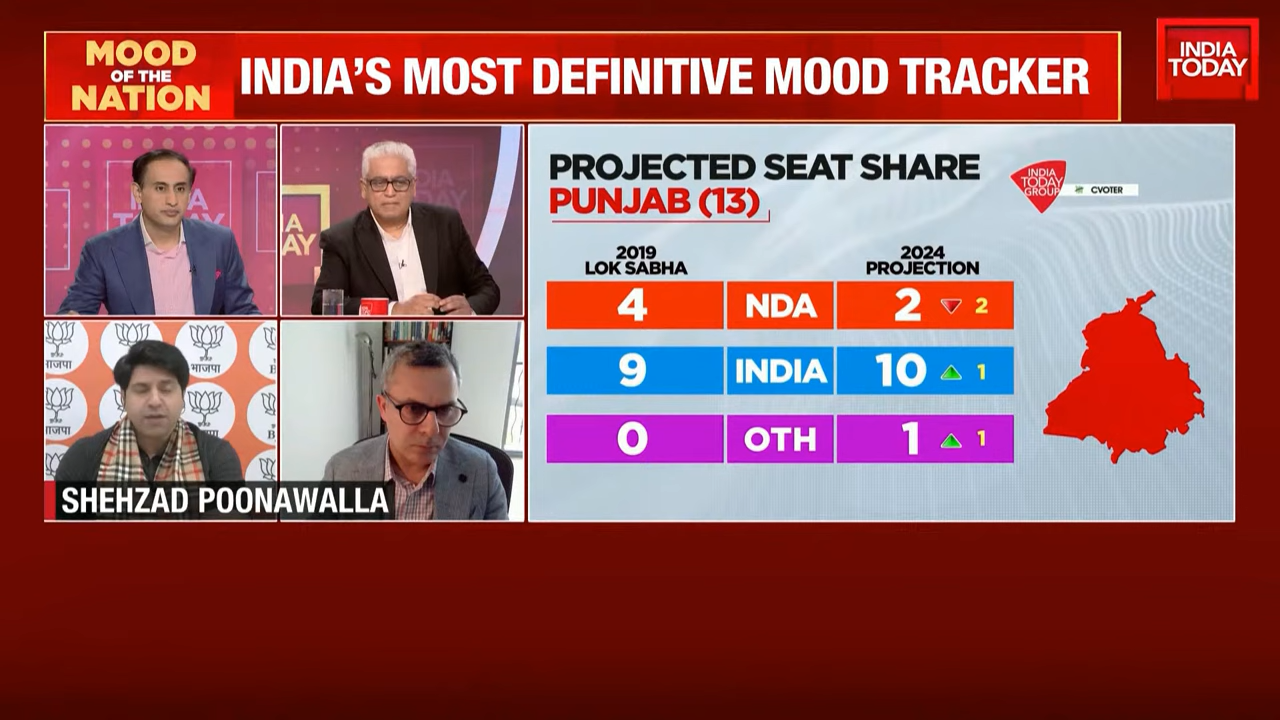 MOOD
OF THE
NATION
INDIA'S MOST DEFINITIVE MOOD TRACKER
INDIA
TODAY
PROJECTED SEAT SHARE
PUNJAB (13)
INDIA
TODAY
GROUP
CVOTER
2019
LOK SABHA
2024
PROJECTION
4 NDA 2 2
9 INDIA 10 1
0 OTH 1 1
भाजपा
SHEHZAD POONAWALLA